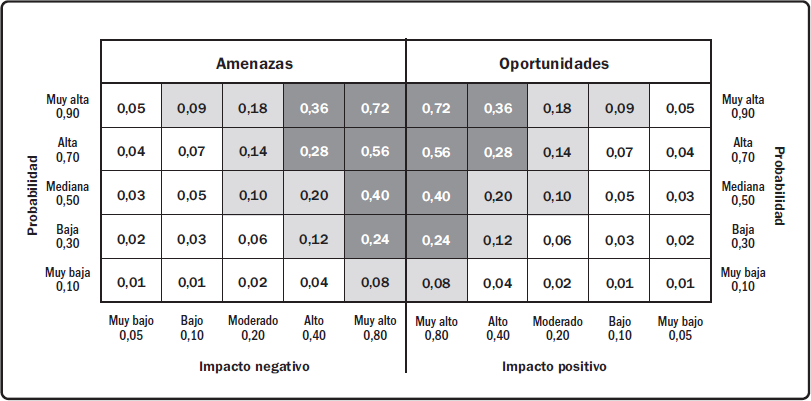 Amenazas Oportunidades
Muy alta 0,05 0,09 0,18 0,36 0,72 0,72 0,36 0,18 0,09 0,05 Muy alta
0,90 0,90
Alta 0,04 0,07 0,14 0,28 0,56 0,56 0,28 0,14 0,07 0,04 Alta
0,70 0,70
Mediana 0,03 0,05 0,10 0,20 0,40 0,40 0,20 0,10 0,05 0,03 Mediana
0,50 0,50
Baja 0,02 0,03 0,06 0,12 0,24 0,24 0,12 0,06 0,03 0,02 Baja
0,30 0,30
Muy baja 0,01 0,01 0,02 0,04 0,08 0,08 0,04 0,02 0,01 0,01 Muy baja
0,10 0,10
Probabilidad Probabilidad
Muy bajo Bajo Moderado Alto Muy alto Muy alto Alto Moderado Bajo Muy bajo
0,05 0,10 0,20 0,40 0,80 0,80 0,40 0,20 0,10 0,05
Impacto negativo Impacto positivo